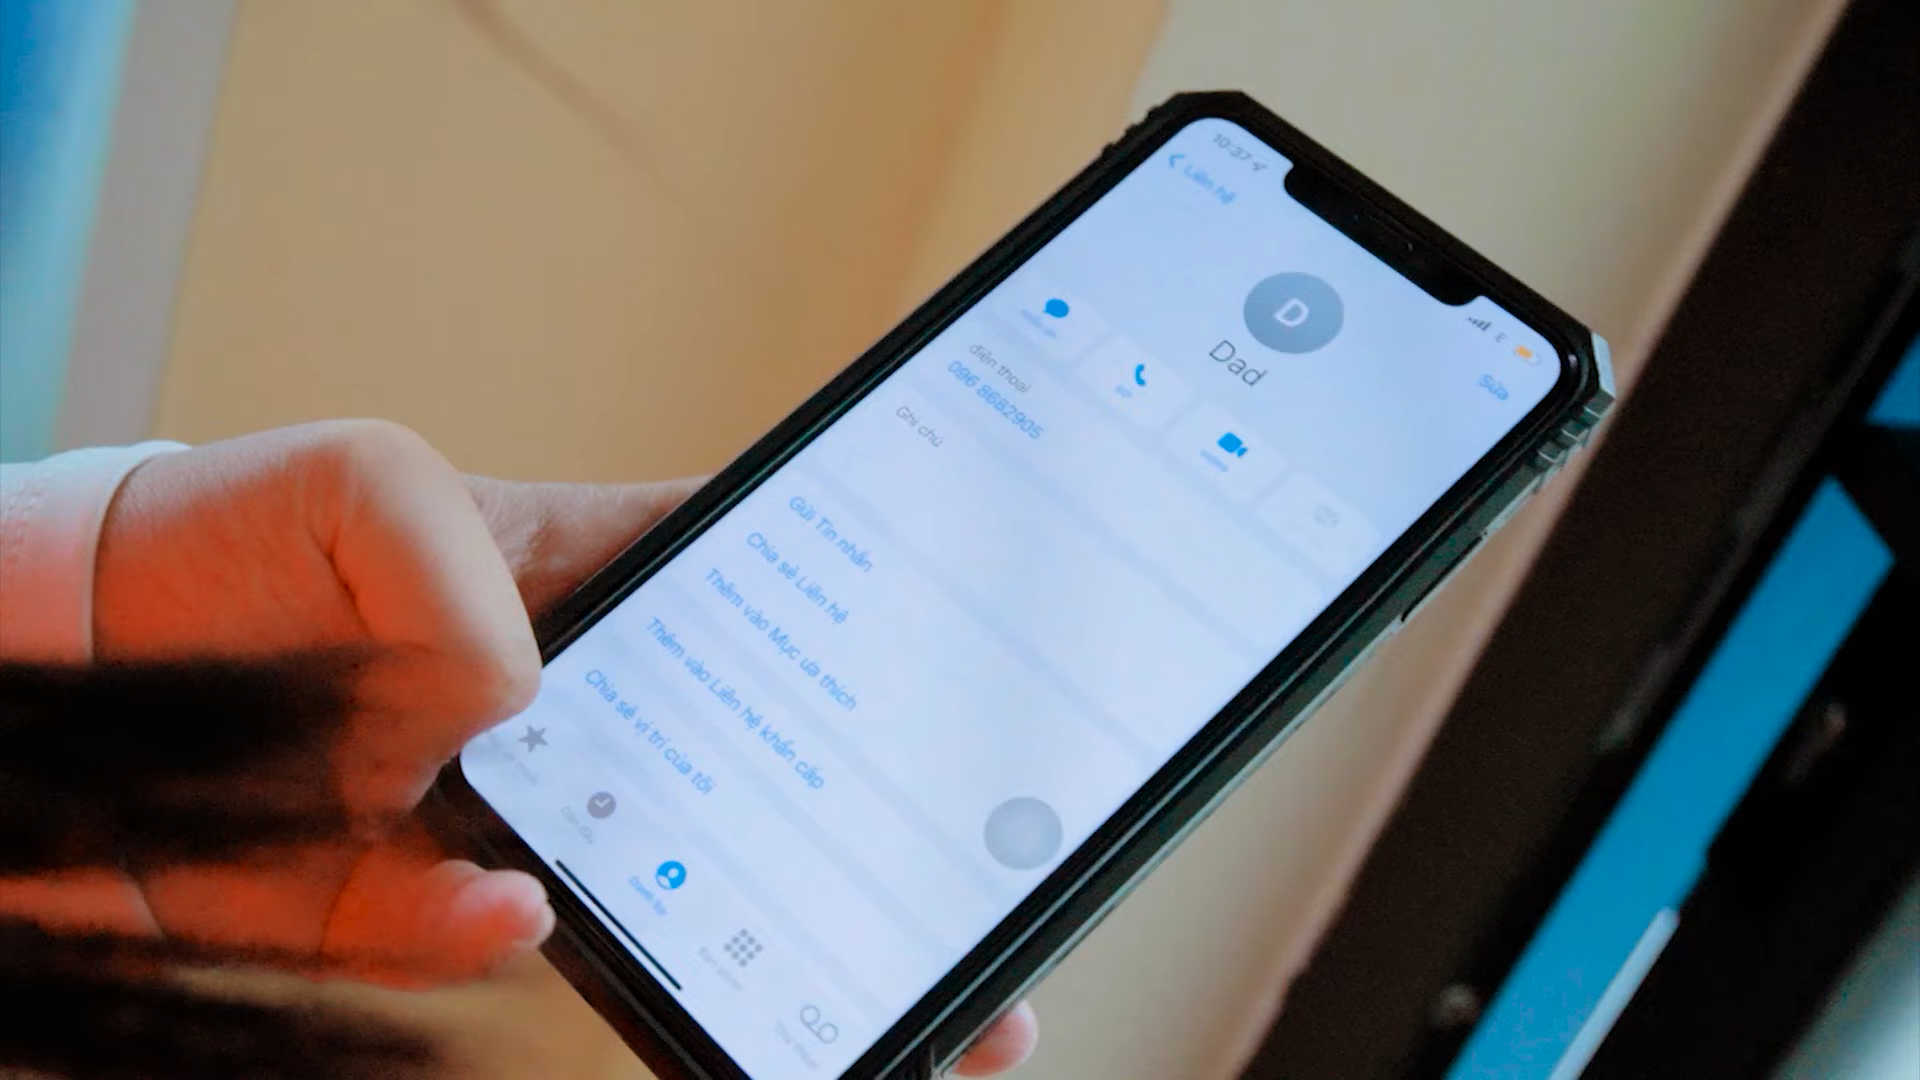 10:37
Liên hệ
E
Sửa
D
Dad
video
điện thoại
096 8682905
Ghi chú
Gửi Tin nhắn
Chia sẻ Liên hệ
Thêm vào Mục ưa thích
Thêm vào Liên hệ khẩn cấp
Chia sẻ vị trí của tôi